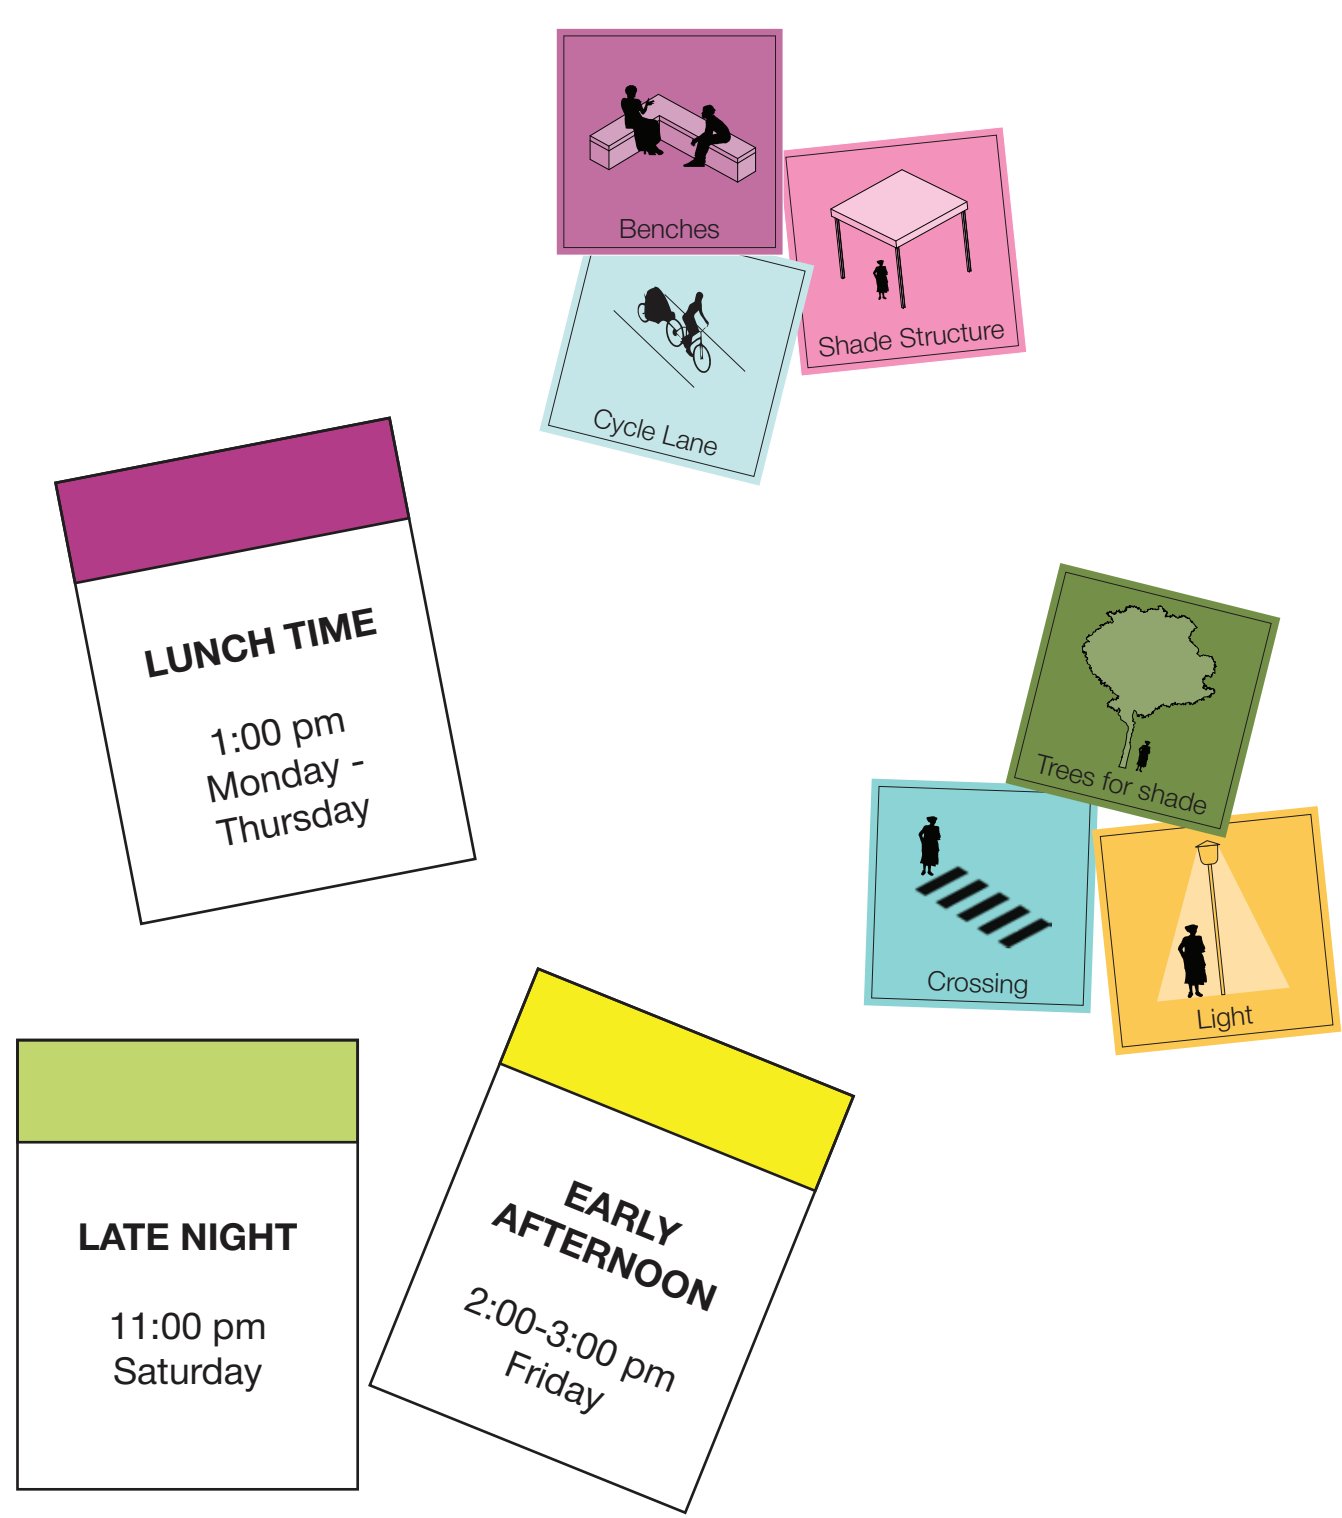 Benches
Shade Structure
Cycle Lane
LUNCH TIME
1:00 pm
Monday -
Thursday
Trees for shade
Crossing
Light
LATE NIGHT
11:00 pm
Saturday
EARLY
AFTERNOON
2:00-3:00 pm
Friday